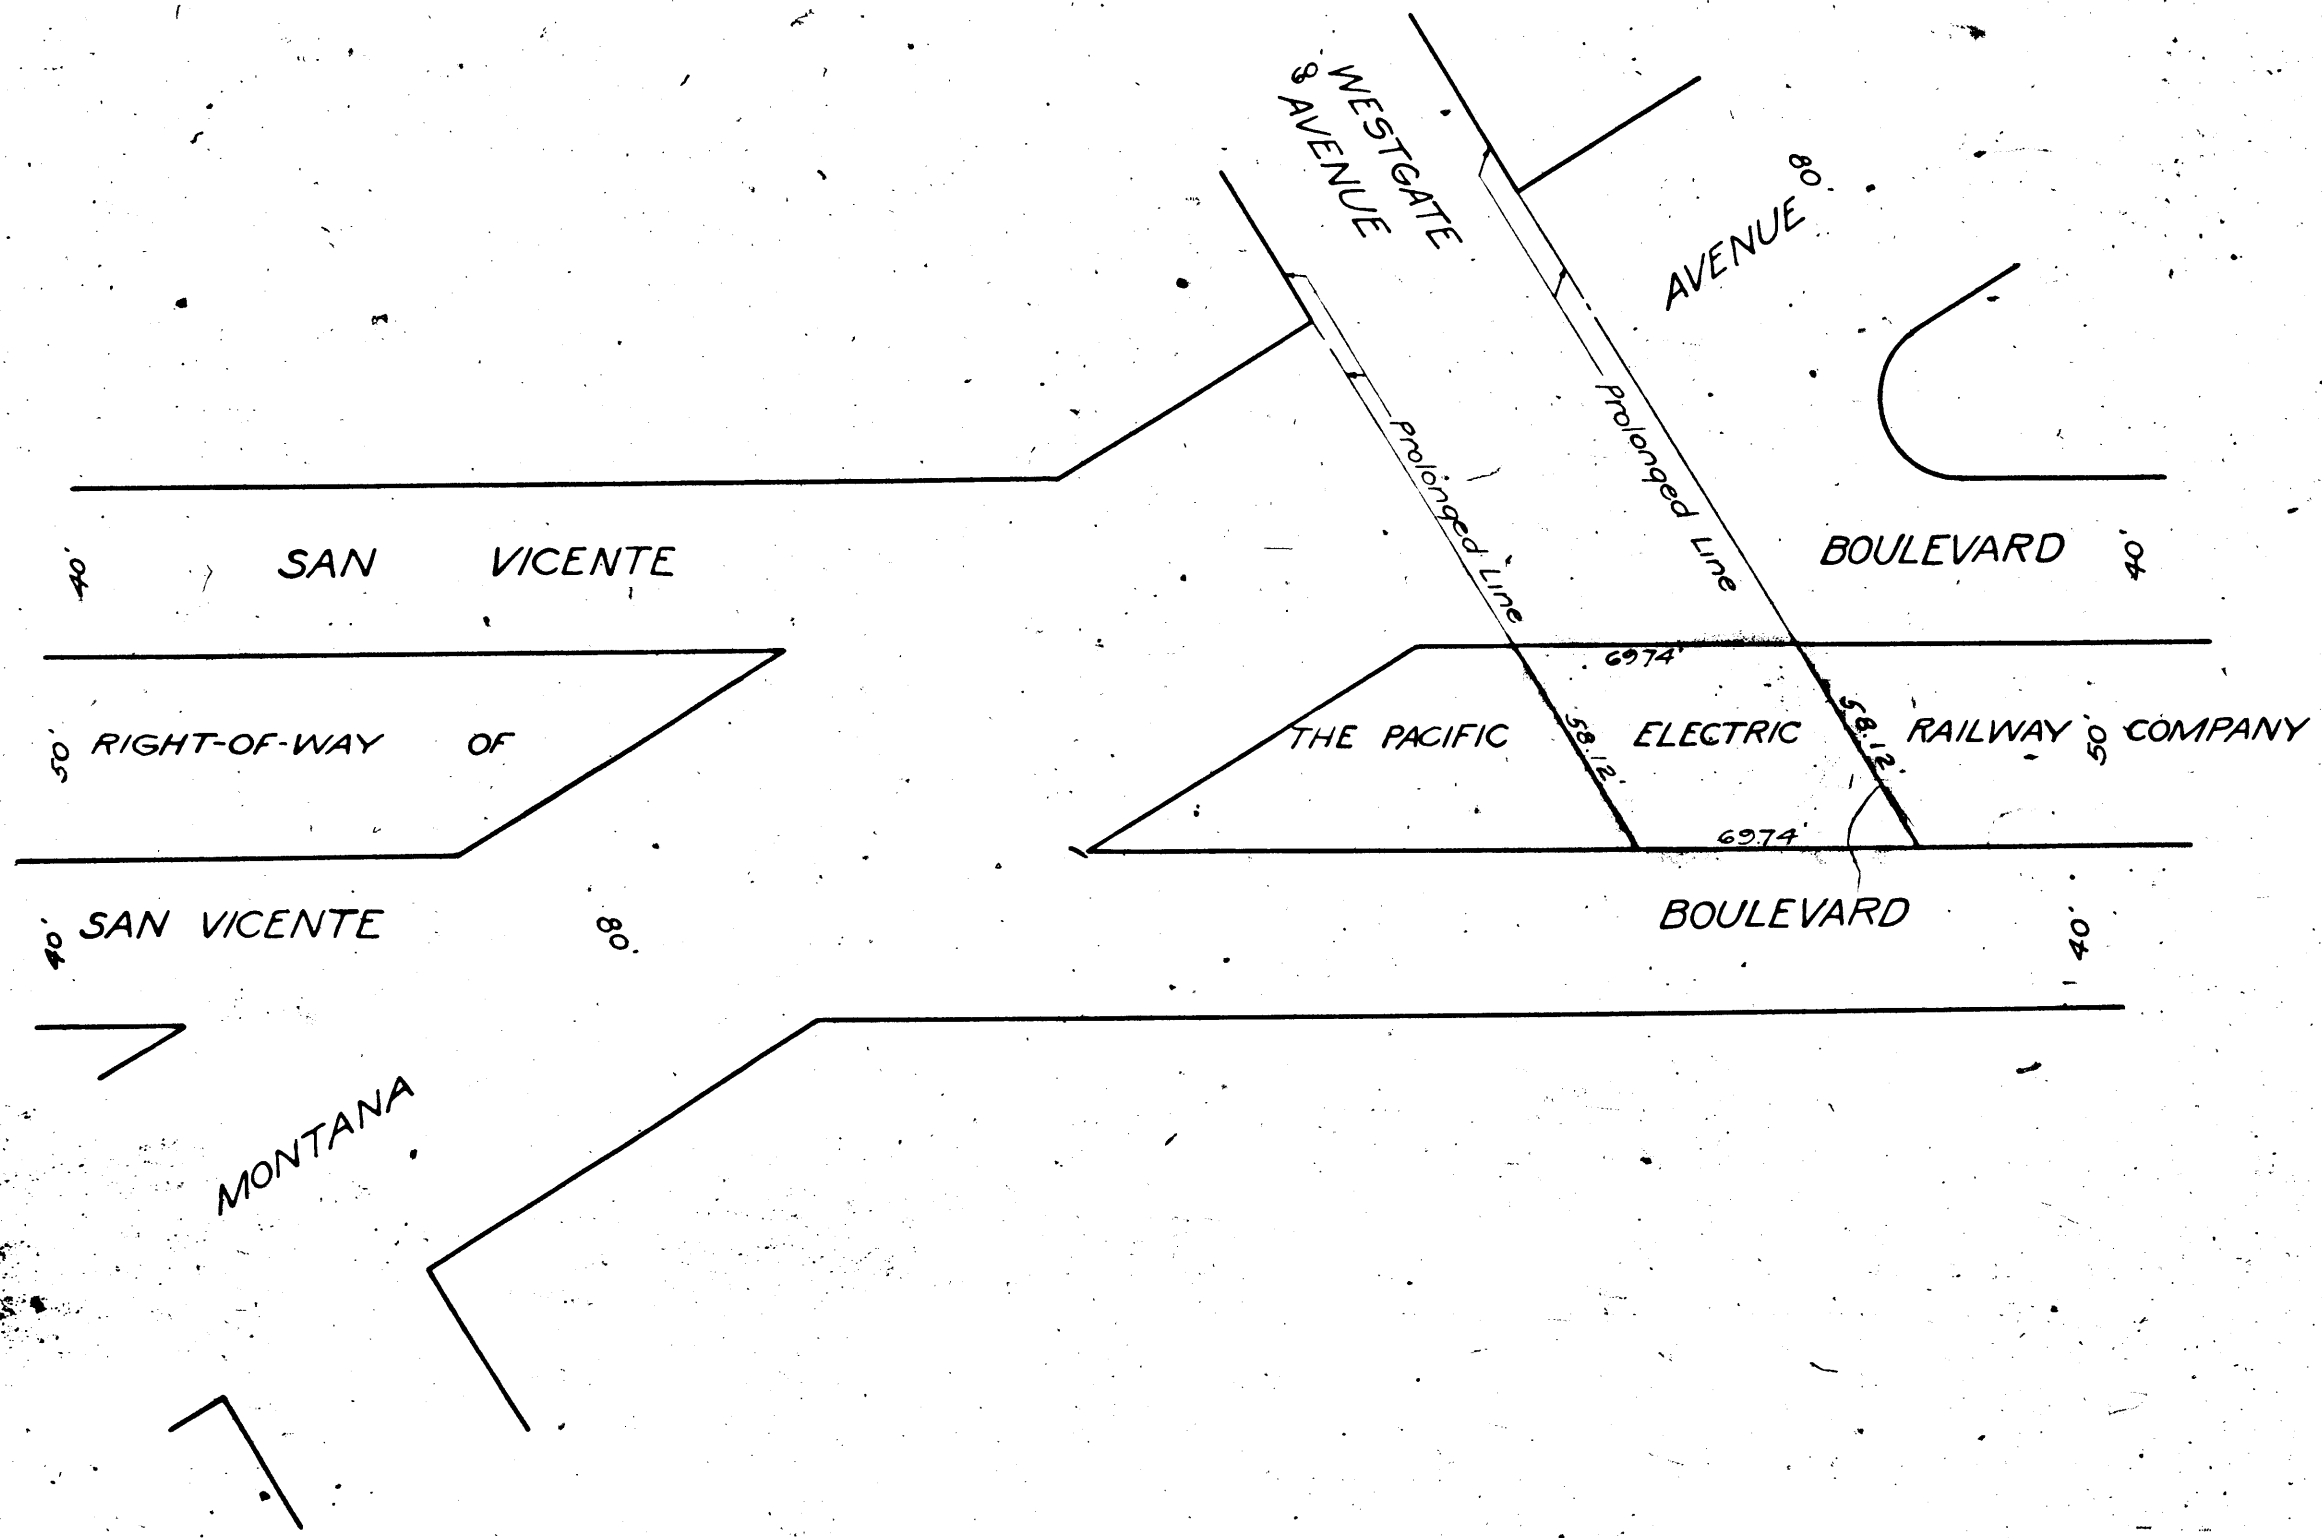 WESTGATE
AVENUE
AVENUE 80'
Prolonged Line
Prolonged Line
40' SAN VICENTE BOULEVARD 40'
69.74'
50' RIGHT-OF-WAY OF THE PACIFIC ELECTRIC RAILWAY 50' COMPANY
58.12'
58.12'
69.74'
40' SAN VICENTE 80' BOULEVARD 40'
MONTANA